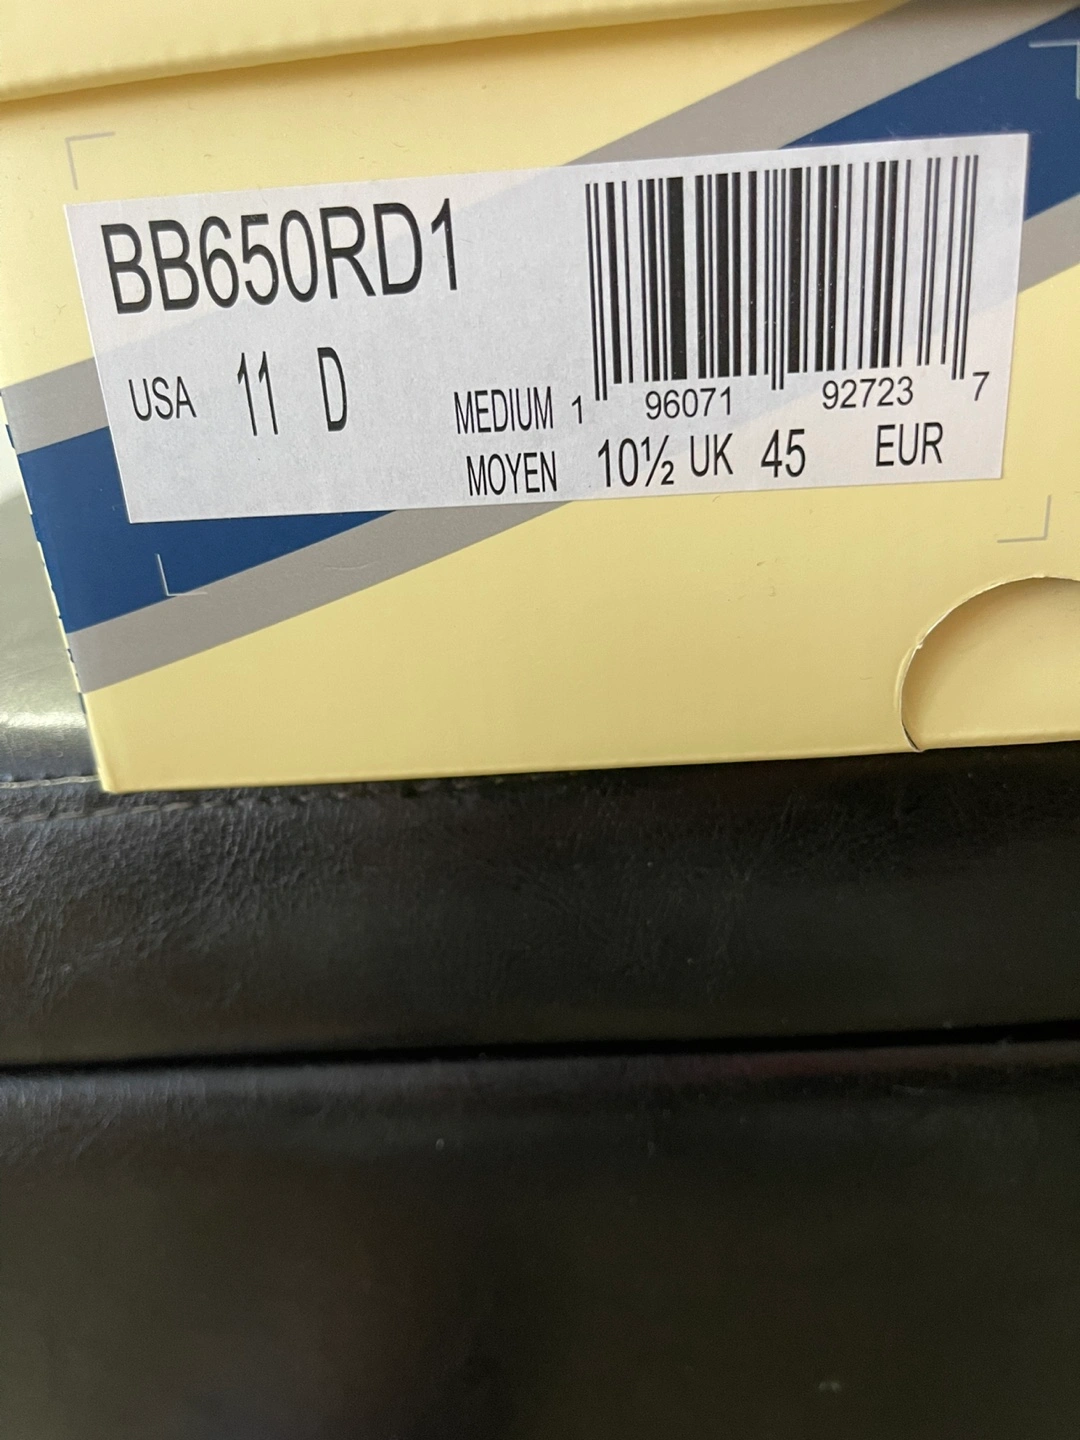 BB650RD1
USA 11 D
MEDIUM 1 96071 92723 7
MOYEN 10½ UK 45 EUR